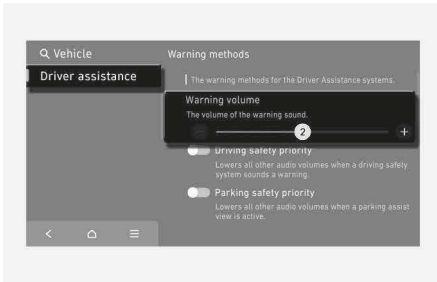 Vehicle
Warning methods
Driver assistance
The warning methods for the Driver Assistance systems.
Warning volume
The volume of the warning sound.
2
+
Driving safety priority
Lowers all other audio volumes when a driving safety
system sounds a warning.
Parking safety priority
Lowers all other audio volumes when a parking assist
view is active.